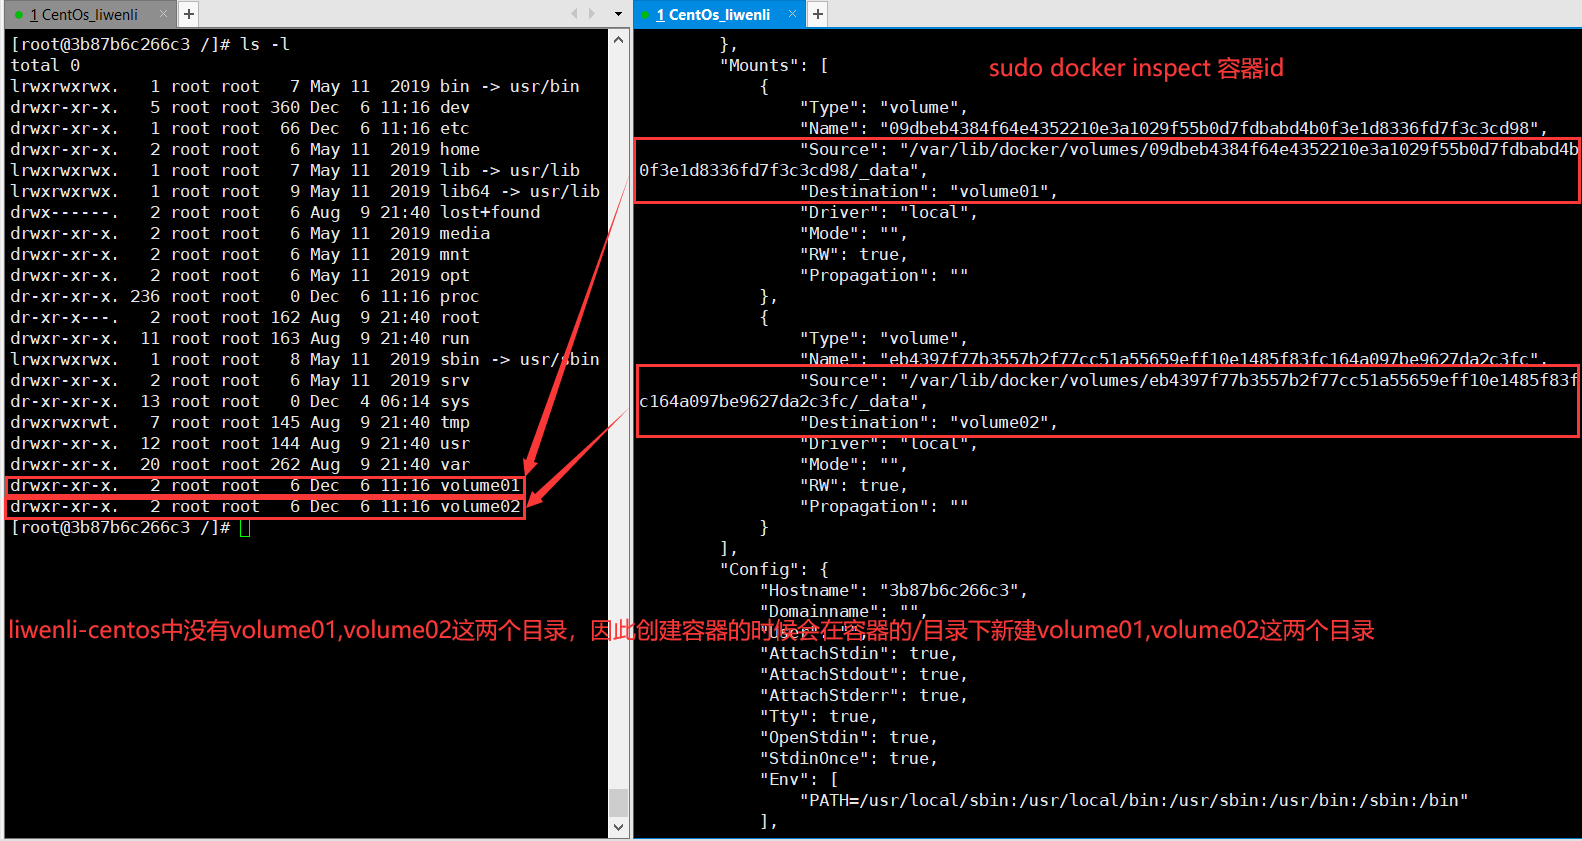 1 CentOs_liwenli × +
[root@3b87b6c266c3 /]# ls -l
total 0
lrwxrwxrwx.   1 root root   7 May 11  2019 bin -> usr/bin
drwxr-xr-x.   5 root root 360 Dec  6 11:16 dev
drwxr-xr-x.   1 root root  66 Dec  6 11:16 etc
drwxr-xr-x.   2 root root   6 May 11  2019 home
lrwxrwxrwx.   1 root root   7 May 11  2019 lib -> usr/lib
lrwxrwxrwx.   1 root root   9 May 11  2019 lib64 -> usr/lib
drwx------.   2 root root   6 Aug  9 21:40 lost+found
drwxr-xr-x.   2 root root   6 May 11  2019 media
drwxr-xr-x.   2 root root   6 May 11  2019 mnt
drwxr-xr-x.   2 root root   6 May 11  2019 opt
dr-xr-xr-x. 236 root root   0 Dec  6 11:16 proc
dr-xr-x---.   2 root root 162 Aug  9 21:40 root
drwxr-xr-x.  11 root root 163 Aug  9 21:40 run
lrwxrwxrwx.   1 root root   8 May 11  2019 sbin -> usr/sbin
drwxr-xr-x.   2 root root   6 May 11  2019 srv
dr-xr-xr-x.  13 root root   0 Dec  4 06:14 sys
drwxrwxrwt.   7 root root 145 Aug  9 21:40 tmp
drwxr-xr-x.  12 root root 144 Aug  9 21:40 usr
drwxr-xr-x.  20 root root 262 Aug  9 21:40 var
drwxr-xr-x.   2 root root   6 Dec  6 11:16 volume01
drwxr-xr-x.   2 root root   6 Dec  6 11:16 volume02
[root@3b87b6c266c3 /]#
1 CentOs_liwenli × +
},
"Mounts": [
sudo docker inspect 容器id
{
"Type": "volume",
"Name": "09dbeb4384f64e4352210e3a1029f55b0d7fdbabd4b0f3e1d8336fd7f3c3cd98",
"Source": "/var/lib/docker/volumes/09dbeb4384f64e4352210e3a1029f55b0d7fdbabd4b
0f3e1d8336fd7f3c3cd98/_data",
"Destination": "volume01",
"Driver": "local",
"Mode": "",
"RW": true,
"Propagation": ""
},
{
"Type": "volume",
"Name": "eb4397f77b3557b2f77cc51a55659eff10e1485f83fc164a097be9627da2c3fc",
"Source": "/var/lib/docker/volumes/eb4397f77b3557b2f77cc51a55659eff10e1485f83f
c164a097be9627da2c3fc/_data",
"Destination": "volume02",
"Driver": "local",
"Mode": "",
"RW": true,
"Propagation": ""
}
],
"Config": {
"Hostname": "3b87b6c266c3",
"Domainname": "",
"User": "",
liwenli-centos中没有volume01,volume02这两个目录，因此创建容器的时候会在容器的/目录下新建volume01,volume02这两个目录
"AttachStdin": true,
"AttachStdout": true,
"AttachStderr": true,
"Tty": true,
"OpenStdin": true,
"StdinOnce": true,
"Env": [
"PATH=/usr/local/sbin:/usr/local/bin:/usr/sbin:/usr/bin:/sbin:/bin"
],